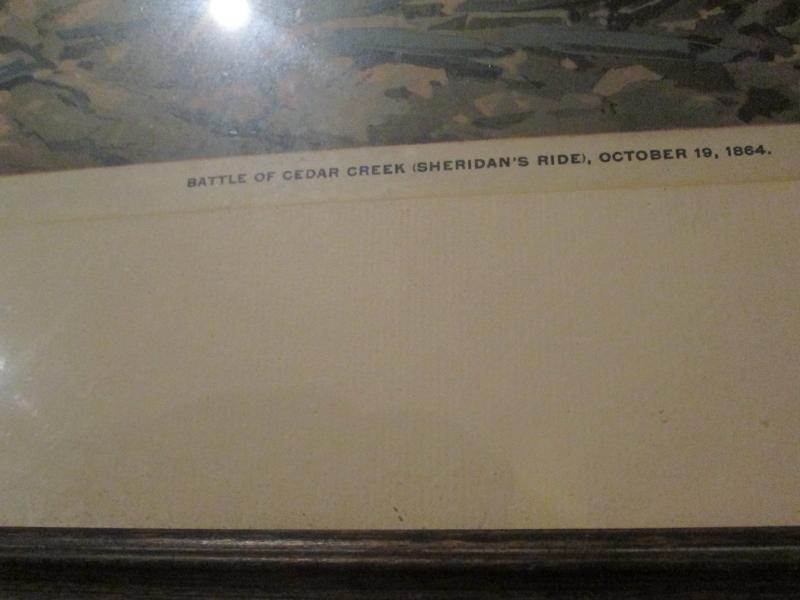 BATTLE OF CEDAR CREEK (SHERIDAN'S RIDE), OCTOBER 19, 1864.